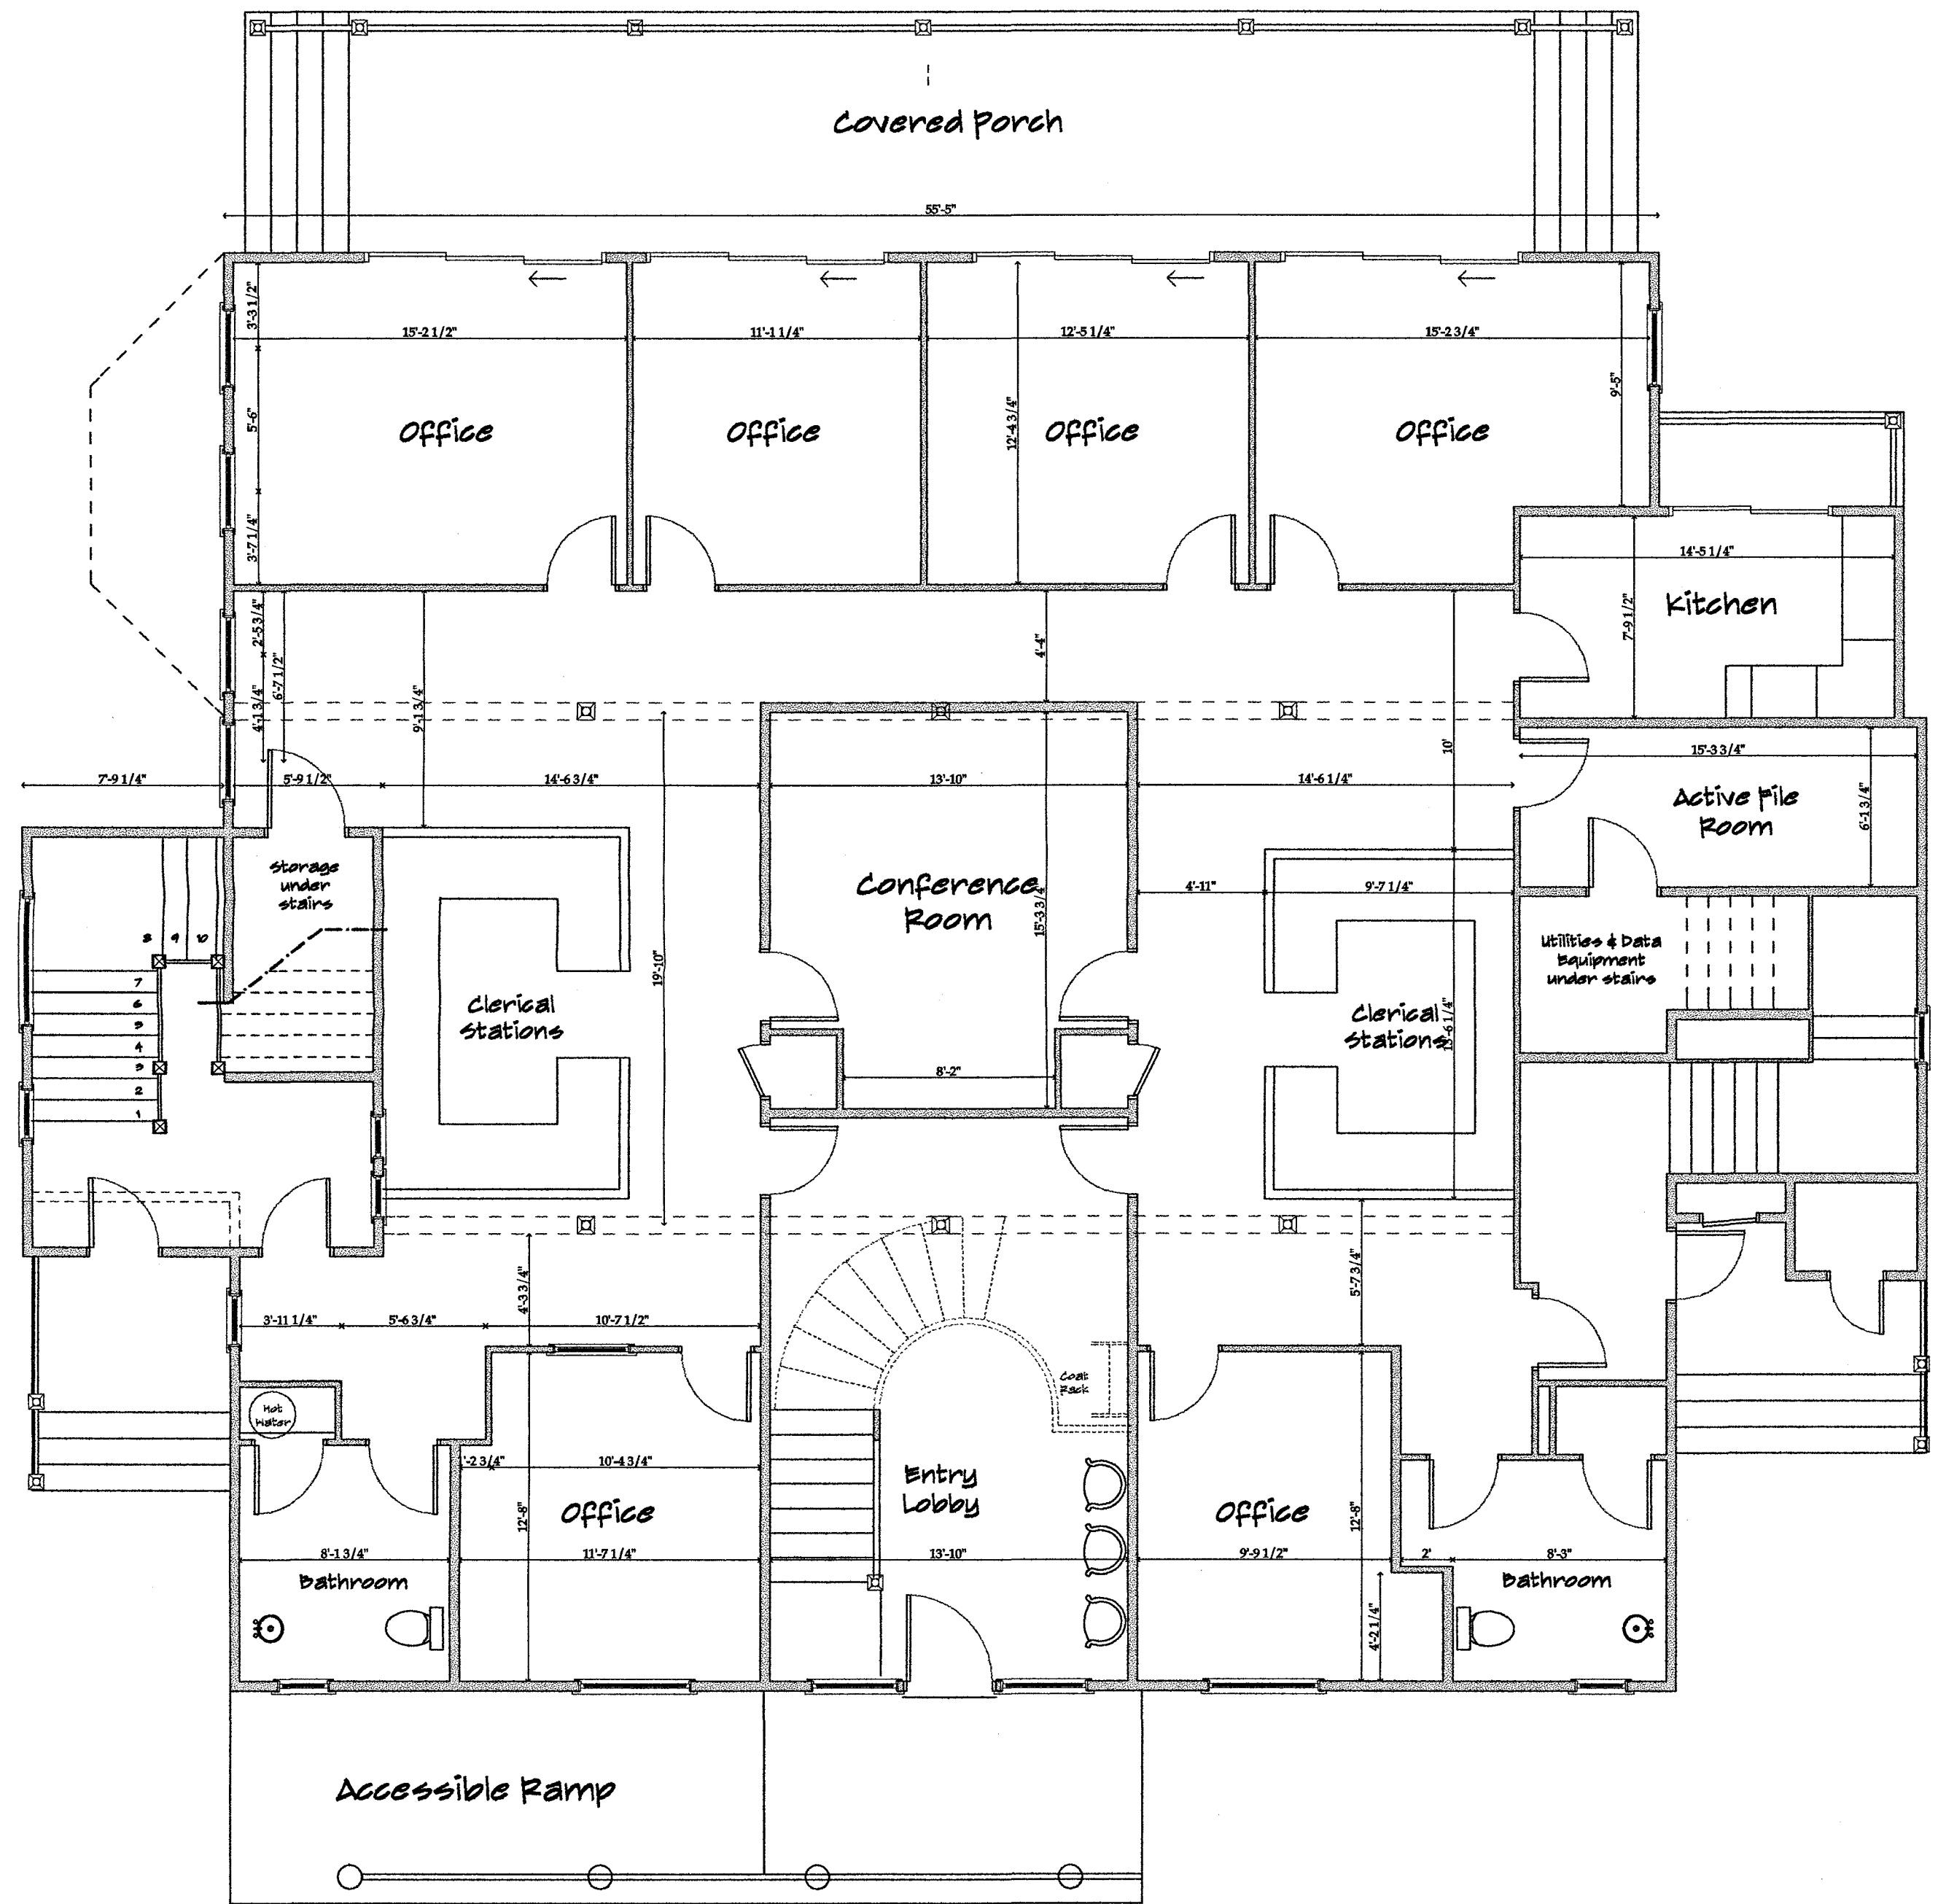 Covered Porch
55'-5"
3'-3 1/2"
15'-2 1/2"
11'-1 1/4"
12'-5 1/4"
15'-2 3/4"
9'-5"
5'-6"
Office
Office
12'-4 3/4"
Office
Office
3'-7 1/4"
14'-5 1/4"
Kitchen
7'-9 1/2"
2'-5 3/4"
6'-7 1/2"
4'-1 3/4"
9'-1 3/4"
4'-4"
10'
7'-9 1/4"
5'-9 1/2"
14'-6 3/4"
13'-10"
14'-6 1/4"
15'-3 3/4"
Active File
Room
6'-1 3/4"
Storage
under
stairs
Conference
Room
15'-3 3/4"
4'-11"
9'-7 1/4"
8 9 10
7
6
5
4
3
2
1
19'-10"
Clerical
Stations
Clerical
Stations
13'-6 1/4"
Utilities & Data
Equipment
under stairs
8'-2"
4'-3 3/4"
5'-7 3/4"
3'-11 1/4"
5'-6 3/4"
10'-7 1/2"
Coat
Rack
Hot
Water
'-2 3/4"
10'-4 3/4"
Entry
Lobby
12'-8"
Office
Office
12'-8"
8'-1 3/4"
11'-7 1/4"
13'-10"
9'-9 1/2"
2'
8'-3"
Bathroom
Bathroom
4'-2 1/4"
Accessible Ramp